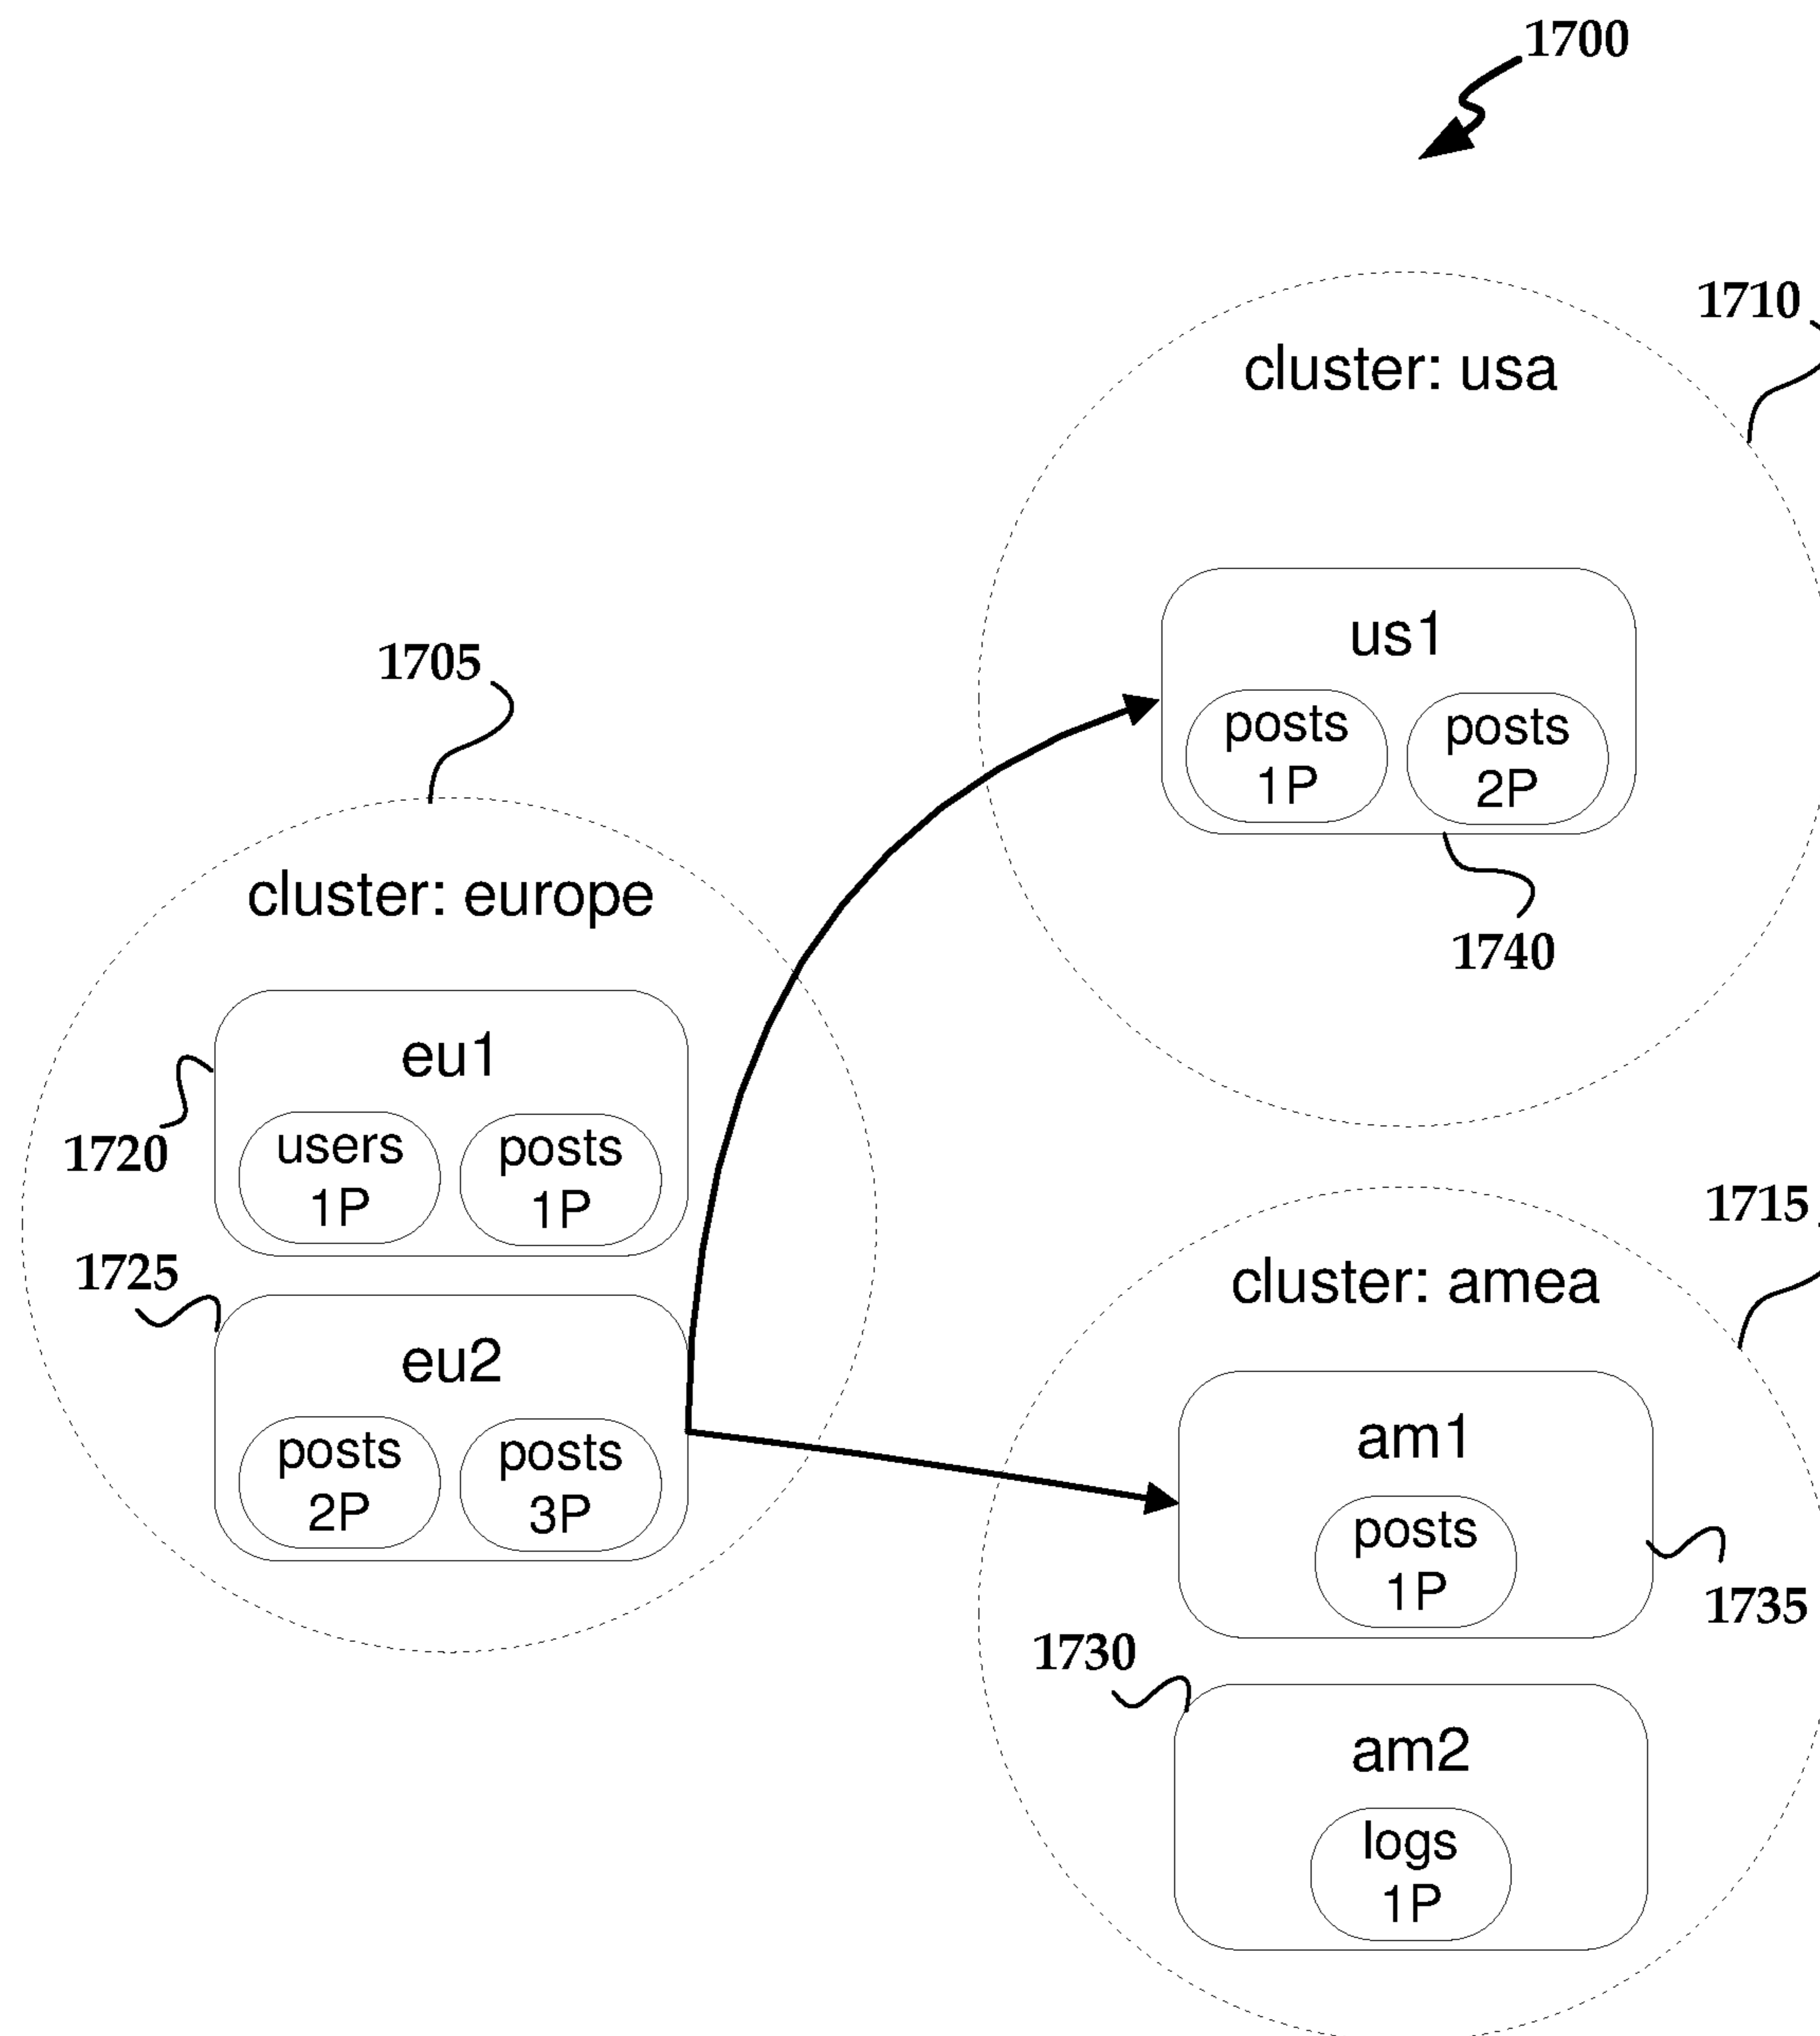 1700
1710
cluster: usa
us1
posts
1P
posts
2P
1740
1705
cluster: europe
eu1
users
1P
posts
1P
1720
1725
eu2
posts
2P
posts
3P
1715
cluster: amea
am1
posts
1P
1735
1730
am2
logs
1P